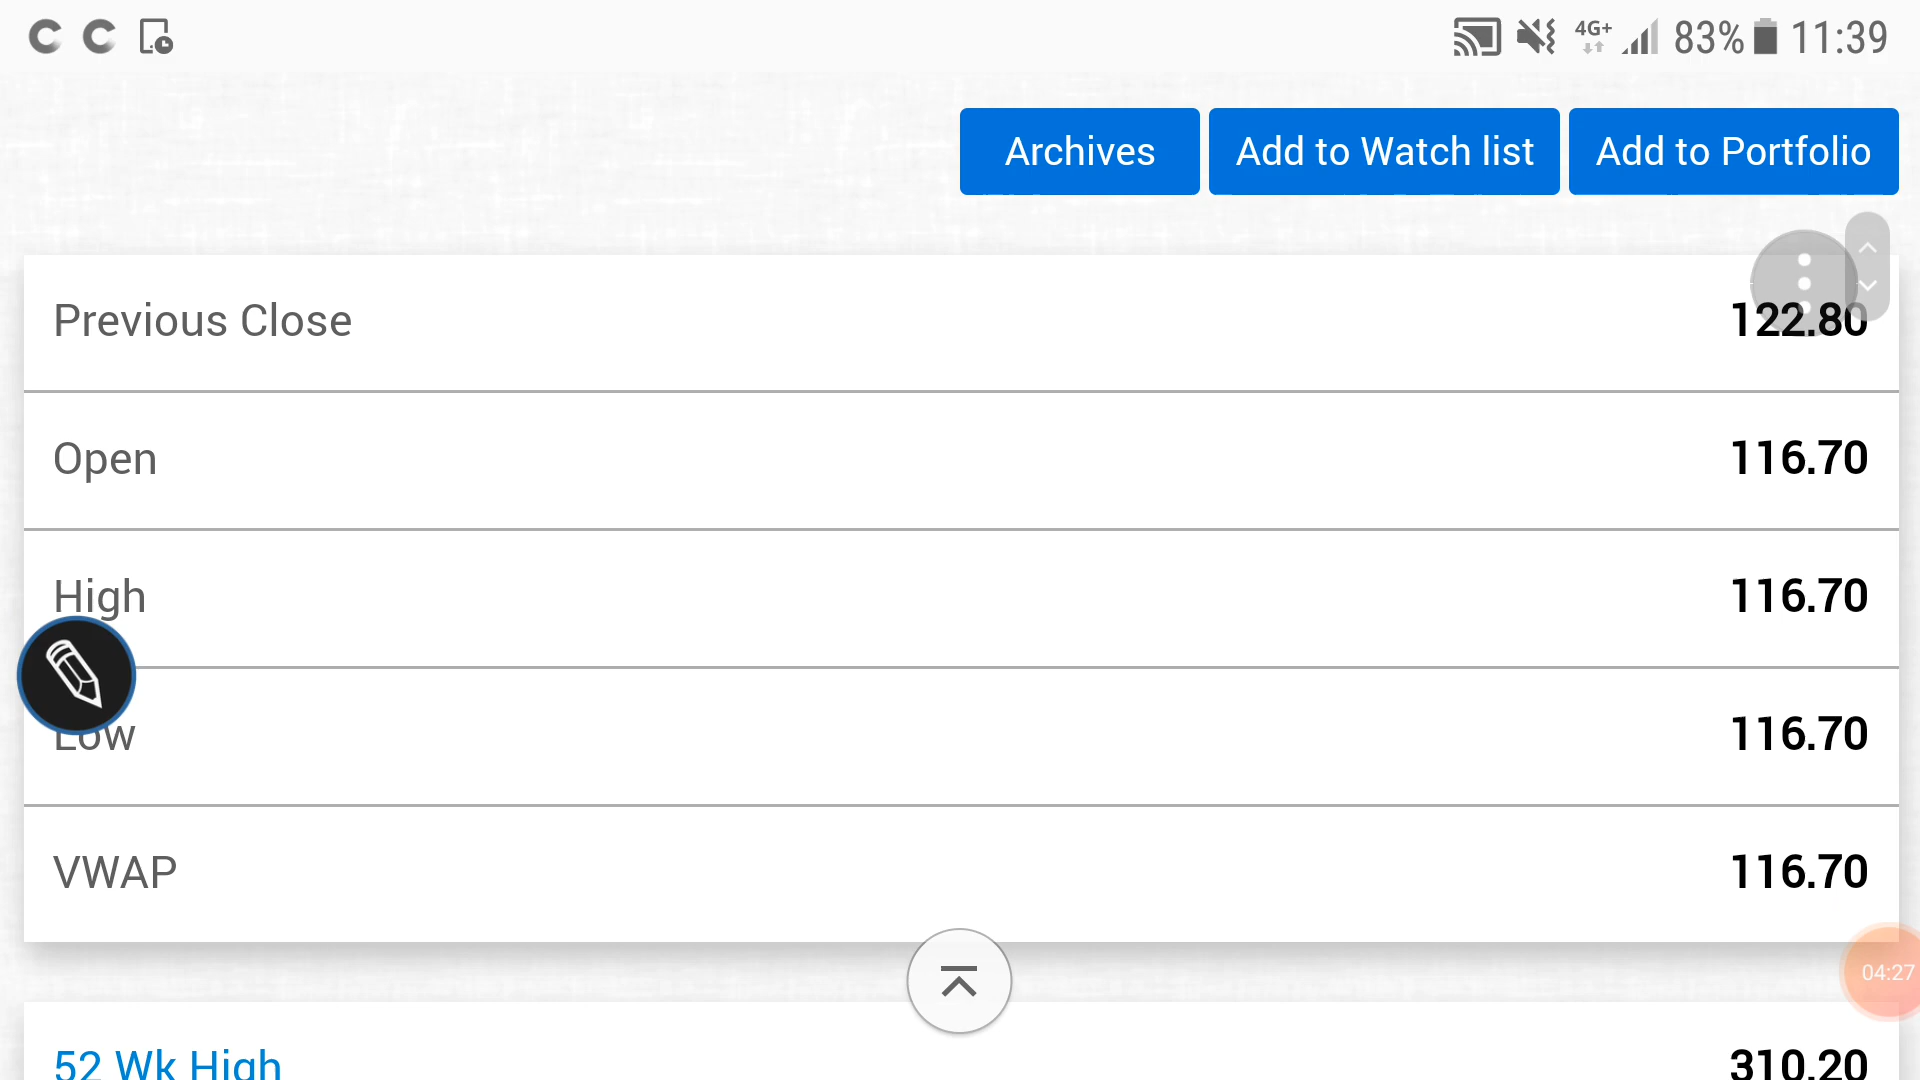 4G+ 83% 11:39
Archives Add to Watch list Add to Portfolio
Previous Close 122.80
Open 116.70
High 116.70
Low 116.70
VWAP 116.70
04:27
52 Wk High 310.20